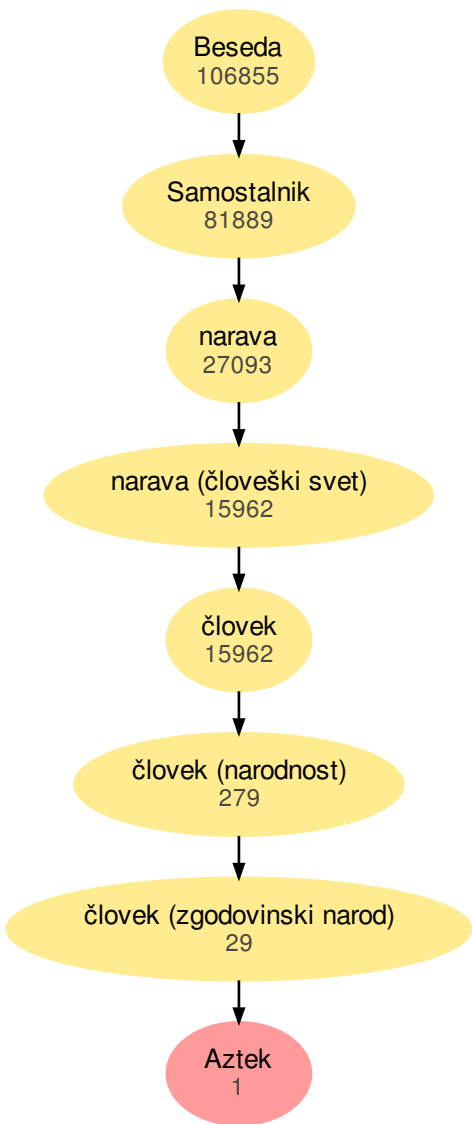 Beseda
106855
Samostalnik
81889
narava
27093
narava (človeški svet)
15962
človek
15962
človek (narodnost)
279
človek (zgodovinski narod)
29
Aztek
1